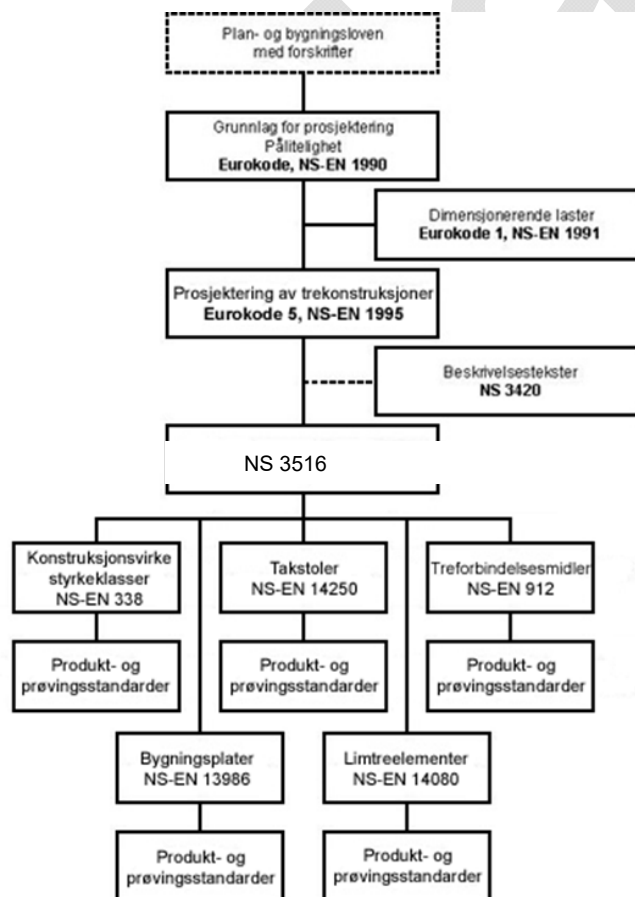 Plan- og bygningsloven
med forskrifter
Grunnlag for prosjektering
Pålitelighet
Eurokode, NS-EN 1990
Dimensjonerende laster
Eurokode 1, NS-EN 1991
Prosjektering av trekonstruksjoner
Eurokode 5, NS-EN 1995
Beskrivelsestekster
NS 3420
NS 3516
Konstruksjonsvirke
styrkeklasser
NS-EN 338
Takstoler
NS-EN 14250
Treforbindelsesmidler
NS-EN 912
Produkt- og
prøvingsstandarder
Produkt- og
prøvingsstandarder
Produkt- og
prøvingsstandarder
Bygningsplater
NS-EN 13986
Limtreelementer
NS-EN 14080
Produkt- og
prøvingsstandarder
Produkt- og
prøvingsstandarder